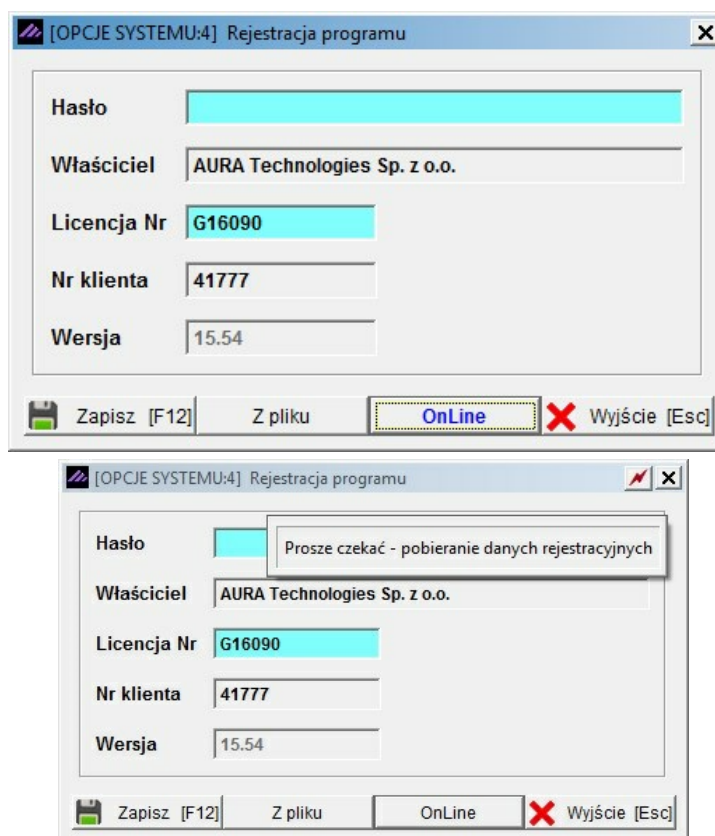 [OPCJE SYSTEMU:4] Rejestracja programu
Hasło
Właściciel AURA Technologies Sp. z o.o.
Licencja Nr G16090
Nr klienta 41777
Wersja 15.54
Zapisz [F12] Z pliku OnLine Wyjście [Esc]
[OPCJE SYSTEMU:4] Rejestracja programu
Hasło Prosze czekać - pobieranie danych rejestracyjnych
Właściciel AURA Technologies Sp. z o.o.
Licencja Nr G16090
Nr klienta 41777
Wersja 15.54
Zapisz [F12] Z pliku OnLine Wyjście [Esc]